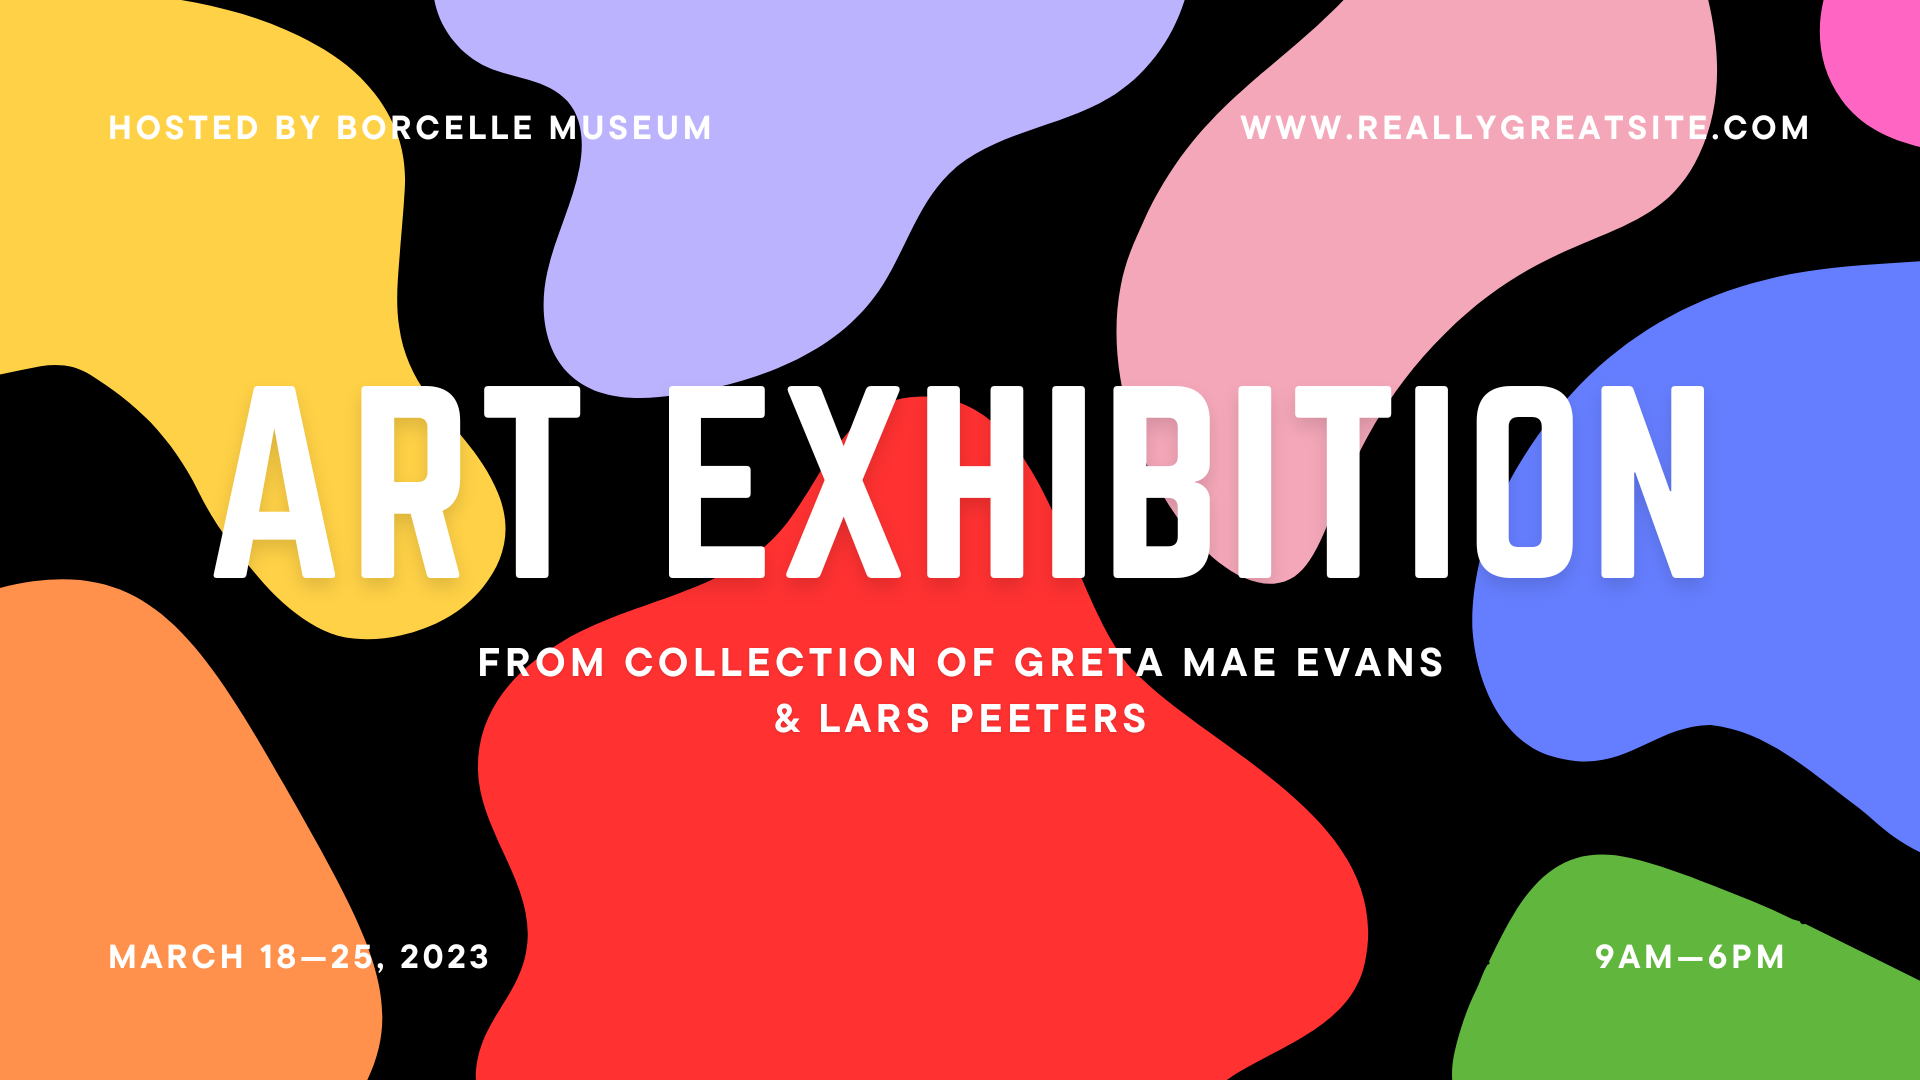 HOSTED BY BORCELLE MUSEUM
WWW.REALLYGREATSITE.COM
ART EXHIBITION
FROM COLLECTION OF GRETA MAE EVANS
& LARS PEETERS
MARCH 18—25, 2023
9AM—6PM